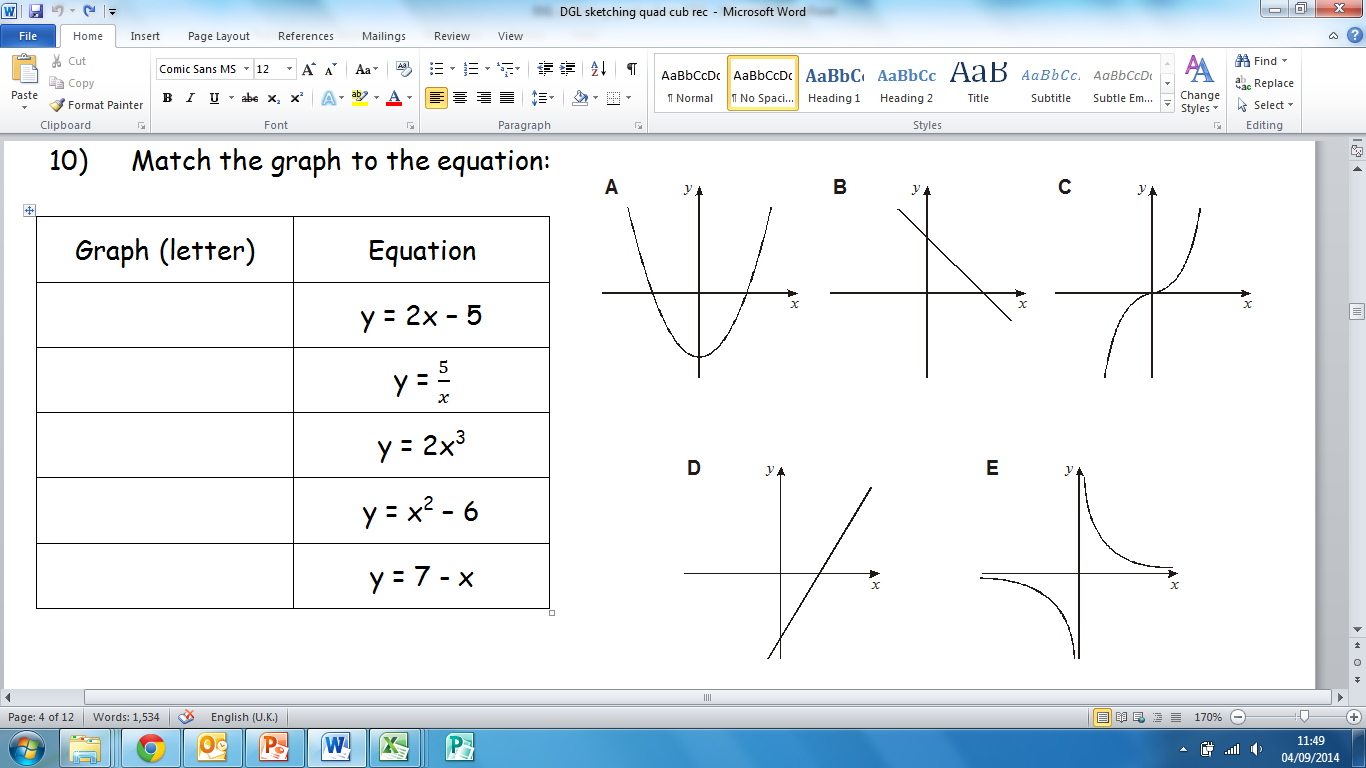 DGL sketching quad cub rec - Microsoft Word
File Home Insert Page Layout References Mailings Review View
Paste
Cut
Copy
Format Painter
Clipboard
Comic Sans MS 12
Font
Paragraph
AaBbCcDc
¶ Normal
AaBbCcDc
¶ No Spaci...
AaBbCc
Heading 1
AaBbCc
Heading 2
AaB
Title
AaBbCc.
Subtitle
AaBbCcDc
Subtle Em...
Styles
Change
Styles
Find
Replace
Select
Editing
10) Match the graph to the equation:
Graph (letter) Equation
y = 2x – 5
y = 5/x
y = 2x³
y = x² – 6
y = 7 - x
A y x
B y x
C y x
D y x
E y x
Page: 4 of 12 Words: 1,534 English (U.K.) 170%
11:49
04/09/2014